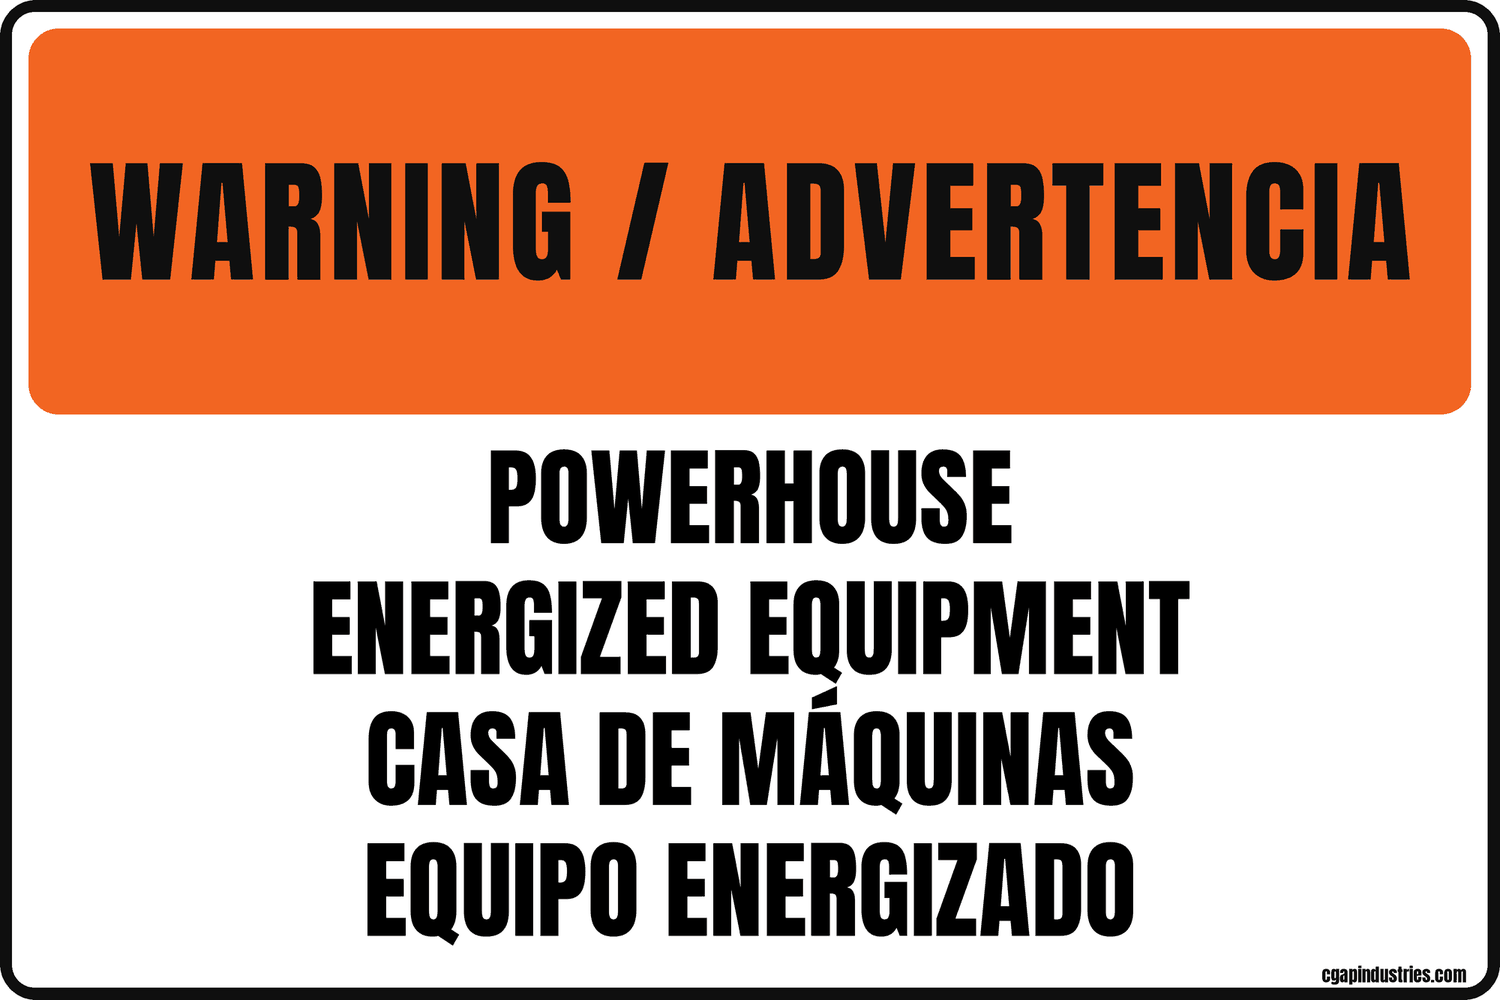 WARNING / ADVERTENCIA
POWERHOUSE
ENERGIZED EQUIPMENT
CASA DE MÁQUINAS
EQUIPO ENERGIZADO
cgapindustries.com